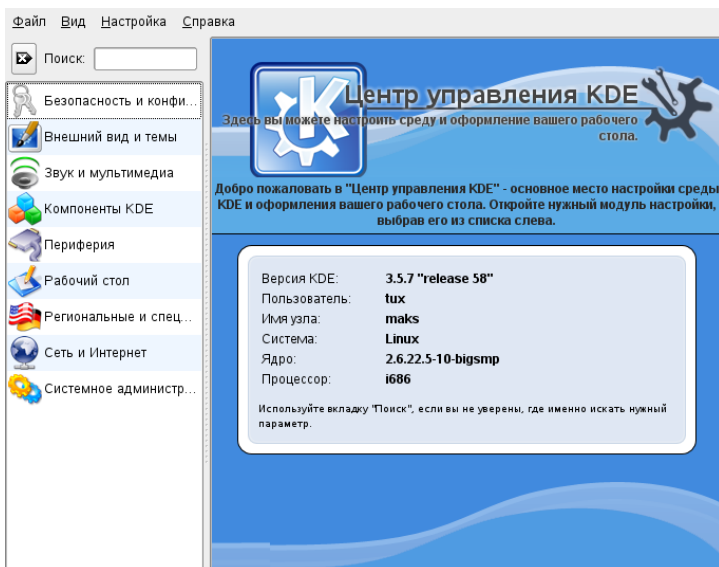 Файл Вид Настройка Справка
Поиск:
Безопасность и конфи...
Внешний вид и темы
Звук и мультимедиа
Компоненты KDE
Периферия
Рабочий стол
Региональные и спец...
Сеть и Интернет
Системное администр...
Центр управления KDE
Здесь вы можете настроить среду и оформление вашего рабочего
стола.
Добро пожаловать в "Центр управления KDE" - основное место настройки среды
KDE и оформления вашего рабочего стола. Откройте нужный модуль настройки,
выбрав его из списка слева.
Версия KDE: 3.5.7 "release 58"
Пользователь: tux
Имя узла: maks
Система: Linux
Ядро: 2.6.22.5-10-bigsmp
Процессор: i686
Используйте вкладку "Поиск", если вы не уверены, где именно искать нужный
параметр.